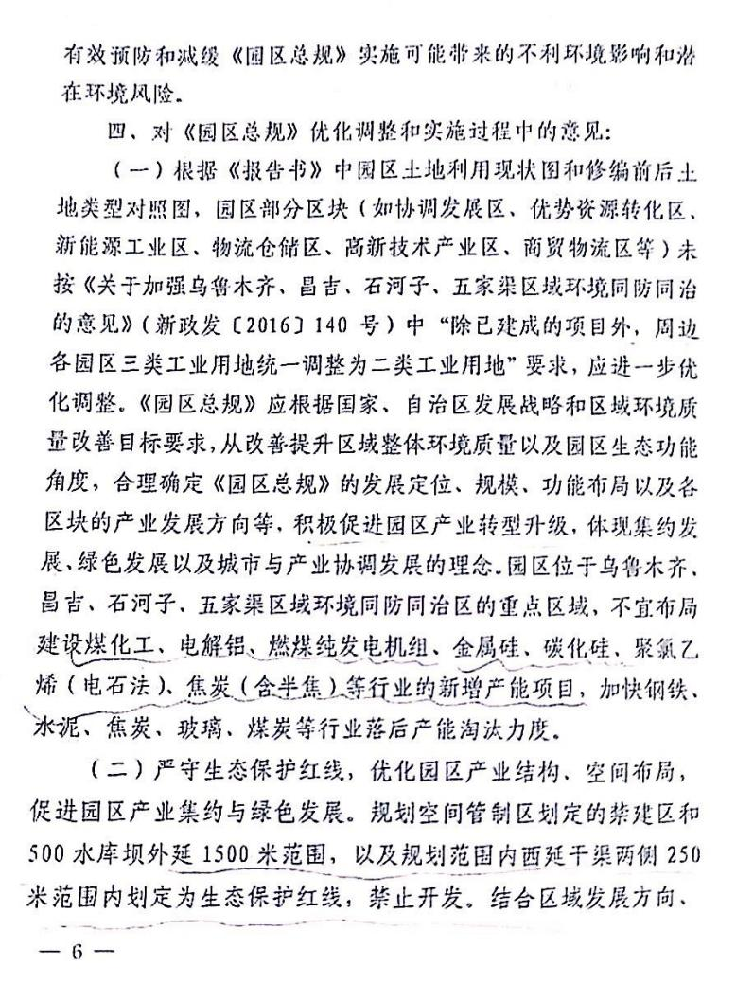 有效预防和减缓《园区总规》实施可能带来的不利环境影响和潜
在环境风险。
四、对《园区总规》优化调整和实施过程中的意见：
（一）根据《报告书》中园区土地利用现状图和修编前后土
地类型对照图，园区部分区块（如协调发展区、优势资源转化区、
新能源工业区、物流仓储区、高新技术产业区、商贸物流区等）未
按《关于加强乌鲁木齐、昌吉、石河子、五家渠区域环境同防同治
的意见》（新政发〔2016〕140 号）中“除已建成的项目外，周边
各园区三类工业用地统一调整为二类工业用地”要求，应进一步优
化调整。《园区总规》应根据国家、自治区发展战略和区域环境质
量改善目标要求，从改善提升区域整体环境质量以及园区生态功能
角度，合理确定《园区总规》的发展定位、规模、功能布局以及各
区块的产业发展方向等，积极促进园区产业转型升级，体现集约发
展、绿色发展以及城市与产业协调发展的理念。园区位于乌鲁木齐、
昌吉、石河子、五家渠区域环境同防同治区的重点区域，不宜布局
建设煤化工、电解铝、燃煤纯发电机组、金属硅、碳化硅、聚氯乙
烯（电石法）、焦炭（含半焦）等行业的新增产能项目，加快钢铁、
水泥、焦炭、玻璃、煤炭等行业落后产能淘汰力度。
（二）严守生态保护红线，优化园区产业结构、空间布局，
促进园区产业集约与绿色发展。规划空间管制区划定的禁建区和
500 水库坝外延 1500 米范围，以及规划范围内西延干渠两侧 250
米范围内划定为生态保护红线，禁止开发。结合区域发展方向、
— 6 —